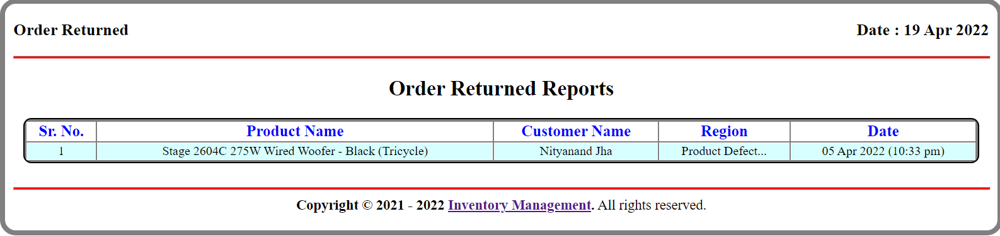 Order Returned Date : 19 Apr 2022
Order Returned Reports
Sr. No. Product Name Customer Name Region Date
1 Stage 2604C 275W Wired Woofer - Black (Tricycle) Nityanand Jha Product Defect... 05 Apr 2022 (10:33 pm)
Copyright © 2021 - 2022 Inventory Management. All rights reserved.